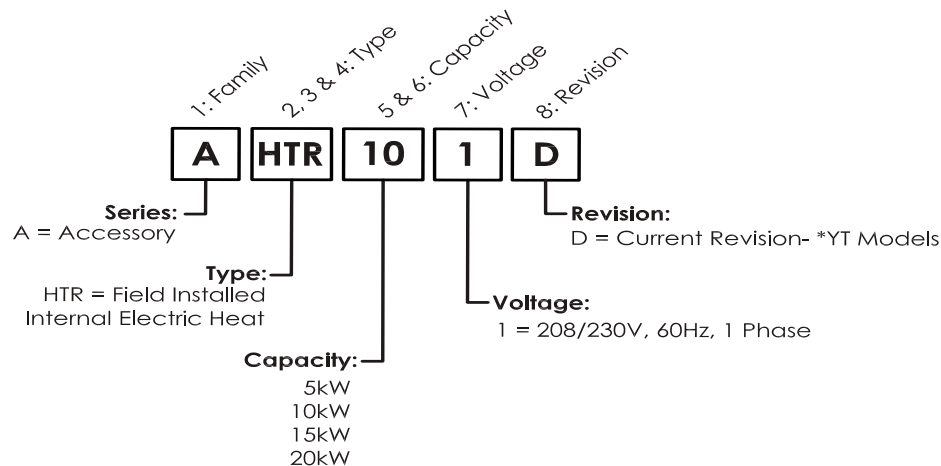 1: Family
2, 3 & 4: Type
5 & 6: Capacity
7: Voltage
8: Revision
A HTR 10 1 D
Series:
A = Accessory
Type:
HTR = Field Installed
Internal Electric Heat
Capacity:
5kW
10kW
15kW
20kW
Voltage:
1 = 208/230V, 60Hz, 1 Phase
Revision:
D = Current Revision- *YT Models